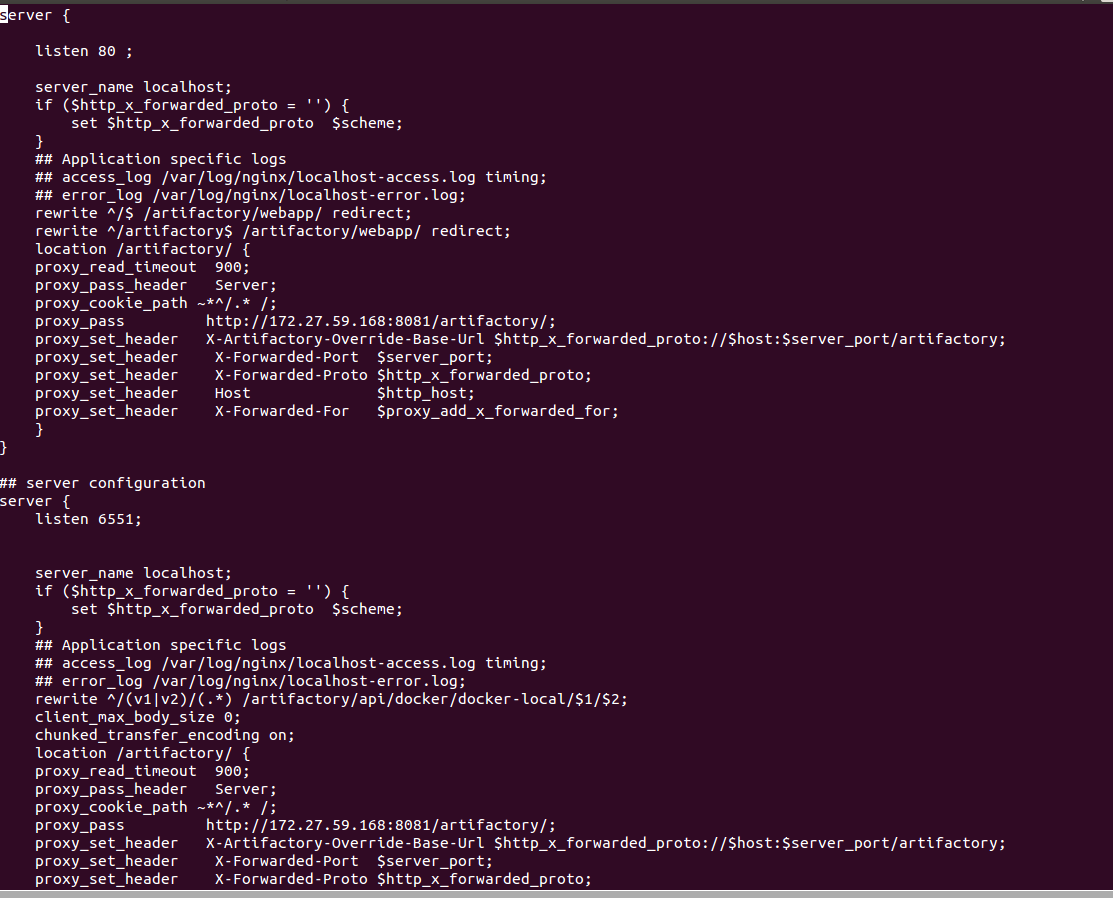 server {
listen 80 ;
server_name localhost;
if ($http_x_forwarded_proto = '') {
set $http_x_forwarded_proto  $scheme;
}
## Application specific logs
## access_log /var/log/nginx/localhost-access.log timing;
## error_log /var/log/nginx/localhost-error.log;
rewrite ^/$ /artifactory/webapp/ redirect;
rewrite ^/artifactory$ /artifactory/webapp/ redirect;
location /artifactory/ {
proxy_read_timeout  900;
proxy_pass_header   Server;
proxy_cookie_path ~*^/.* /;
proxy_pass         http://172.27.59.168:8081/artifactory/;
proxy_set_header   X-Artifactory-Override-Base-Url $http_x_forwarded_proto://$host:$server_port/artifactory;
proxy_set_header    X-Forwarded-Port  $server_port;
proxy_set_header    X-Forwarded-Proto $http_x_forwarded_proto;
proxy_set_header    Host              $http_host;
proxy_set_header    X-Forwarded-For   $proxy_add_x_forwarded_for;
}
}
## server configuration
server {
listen 6551;
server_name localhost;
if ($http_x_forwarded_proto = '') {
set $http_x_forwarded_proto  $scheme;
}
## Application specific logs
## access_log /var/log/nginx/localhost-access.log timing;
## error_log /var/log/nginx/localhost-error.log;
rewrite ^/(v1|v2)/(.*) /artifactory/api/docker/docker-local/$1/$2;
client_max_body_size 0;
chunked_transfer_encoding on;
location /artifactory/ {
proxy_read_timeout  900;
proxy_pass_header   Server;
proxy_cookie_path ~*^/.* /;
proxy_pass         http://172.27.59.168:8081/artifactory/;
proxy_set_header   X-Artifactory-Override-Base-Url $http_x_forwarded_proto://$host:$server_port/artifactory;
proxy_set_header    X-Forwarded-Port  $server_port;
proxy_set_header    X-Forwarded-Proto $http_x_forwarded_proto;